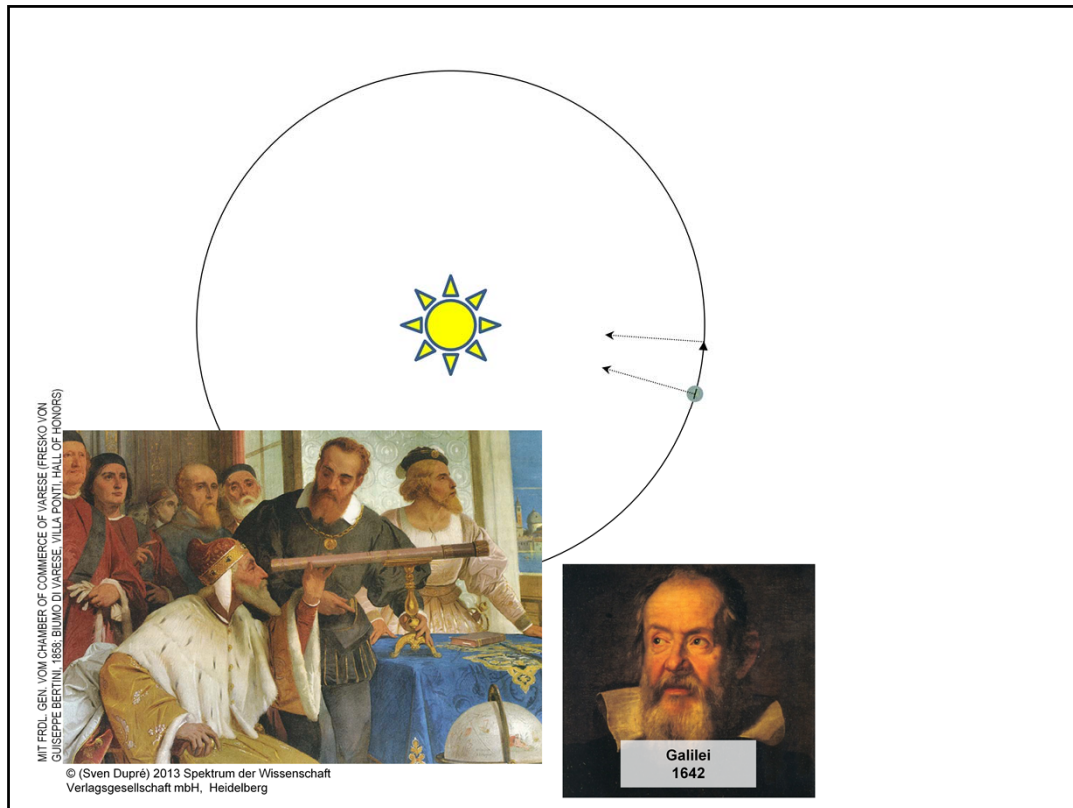 MIT FRDL. GEN. VOM CHAMBER OF COMMERCE OF VARESE (FRESKO VON
GUISEPPE BERTINI, 1858; BIUMO DI VARESE, VILLA PONTI, HALL OF HONORS)
© (Sven Dupré) 2013 Spektrum der Wissenschaft
Verlagsgesellschaft mbH, Heidelberg
Galilei
1642